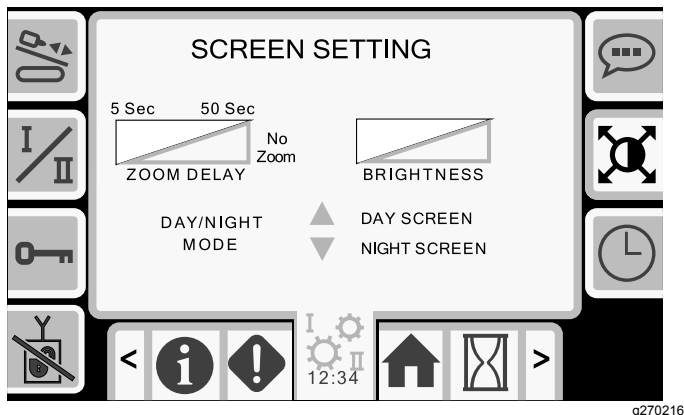 SCREEN SETTING
5 Sec 50 Sec
No
Zoom
ZOOM DELAY
BRIGHTNESS
DAY/NIGHT
MODE
DAY SCREEN
NIGHT SCREEN
I
II
I
II
12:34
<
>
g270216